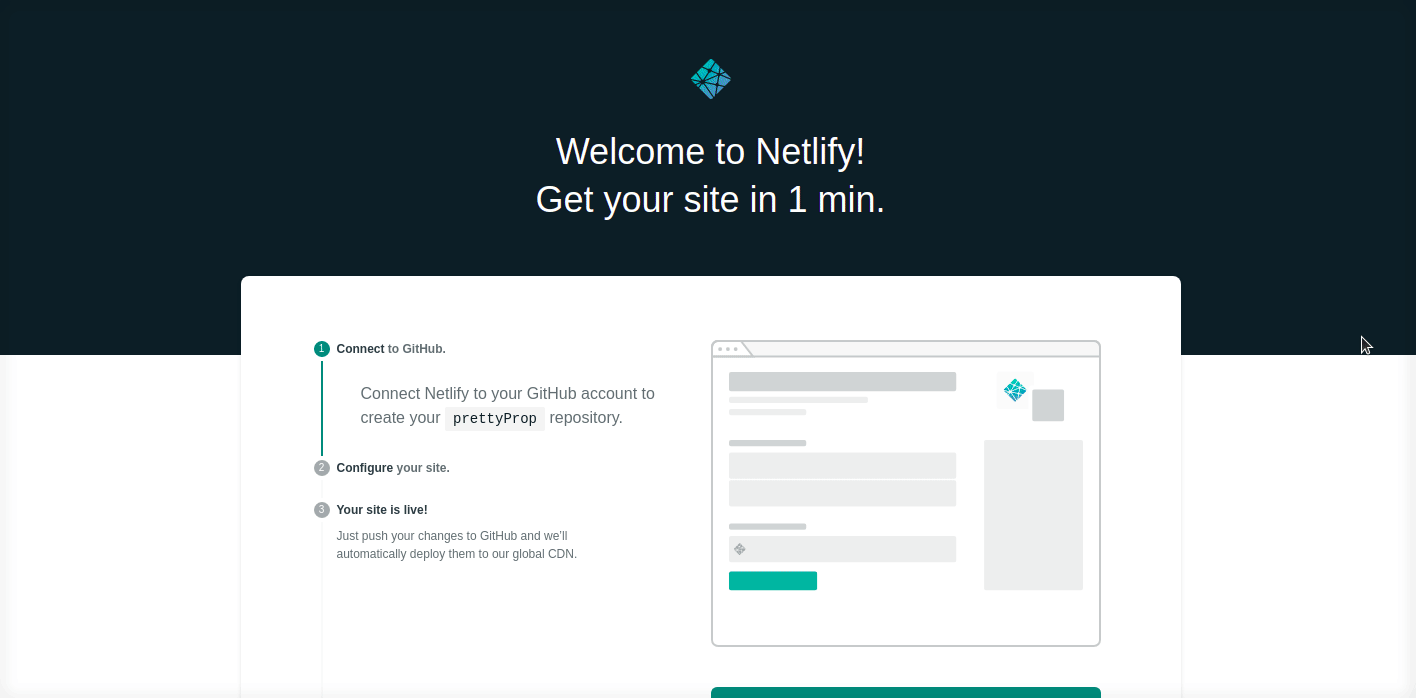 Welcome to Netlify!
Get your site in 1 min.
1 Connect to GitHub.
Connect Netlify to your GitHub account to
create your prettyProp repository.
2 Configure your site.
3 Your site is live!
Just push your changes to GitHub and we'll
automatically deploy them to our global CDN.